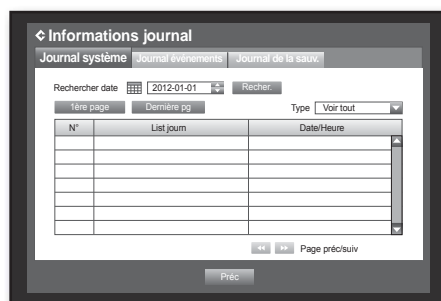 Informations journal
Journal système Journal événements Journal de la sauv.
Rechercher date 2012-01-01 Recher.
1ère page Dernière pg Type Voir tout
N° List journ Date/Heure
Page préc/suiv
Préc